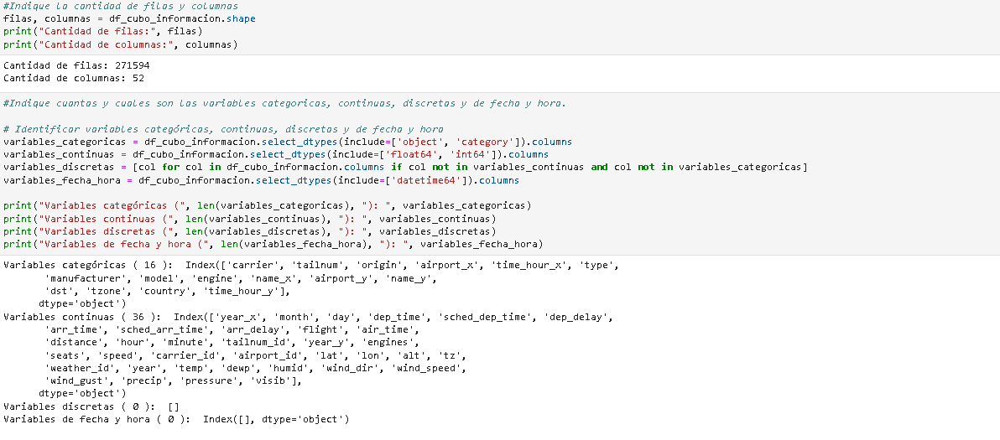 #Indique la cantidad de filas y columnas
filas, columnas = df_cubo_informacion.shape
print("Cantidad de filas:", filas)
print("Cantidad de columnas:", columnas)
Cantidad de filas: 271594
Cantidad de columnas: 52
#Indique cuantas y cuales son las variables categoricas, continuas, discretas y de fecha y hora.
# Identificar variables categóricas, continuas, discretas y de fecha y hora
variables_categoricas = df_cubo_informacion.select_dtypes(include=['object', 'category']).columns
variables_continuas = df_cubo_informacion.select_dtypes(include=['float64', 'int64']).columns
variables_discretas = [col for col in df_cubo_informacion.columns if col not in variables_continuas and col not in variables_categoricas]
variables_fecha_hora = df_cubo_informacion.select_dtypes(include=['datetime64']).columns
print("Variables categóricas (", len(variables_categoricas), "): ", variables_categoricas)
print("Variables continuas (", len(variables_continuas), "): ", variables_continuas)
print("Variables discretas (", len(variables_discretas), "): ", variables_discretas)
print("Variables de fecha y hora (", len(variables_fecha_hora), "): ", variables_fecha_hora)
Variables categóricas ( 16 ):  Index(['carrier', 'tailnum', 'origin', 'airport_x', 'time_hour_x', 'type',
'manufacturer', 'model', 'engine', 'name_x', 'airport_y', 'name_y',
'dst', 'tzone', 'country', 'time_hour_y'],
dtype='object')
Variables continuas ( 36 ):  Index(['year_x', 'month', 'day', 'dep_time', 'sched_dep_time', 'dep_delay',
'arr_time', 'sched_arr_time', 'arr_delay', 'flight', 'air_time',
'distance', 'hour', 'minute', 'tailnum_id', 'year_y', 'engines',
'seats', 'speed', 'carrier_id', 'airport_id', 'lat', 'lon', 'alt', 'tz',
'weather_id', 'year', 'temp', 'dewp', 'humid', 'wind_dir', 'wind_speed',
'wind_gust', 'precip', 'pressure', 'visib'],
dtype='object')
Variables discretas ( 0 ):  []
Variables de fecha y hora ( 0 ):  Index([], dtype='object')